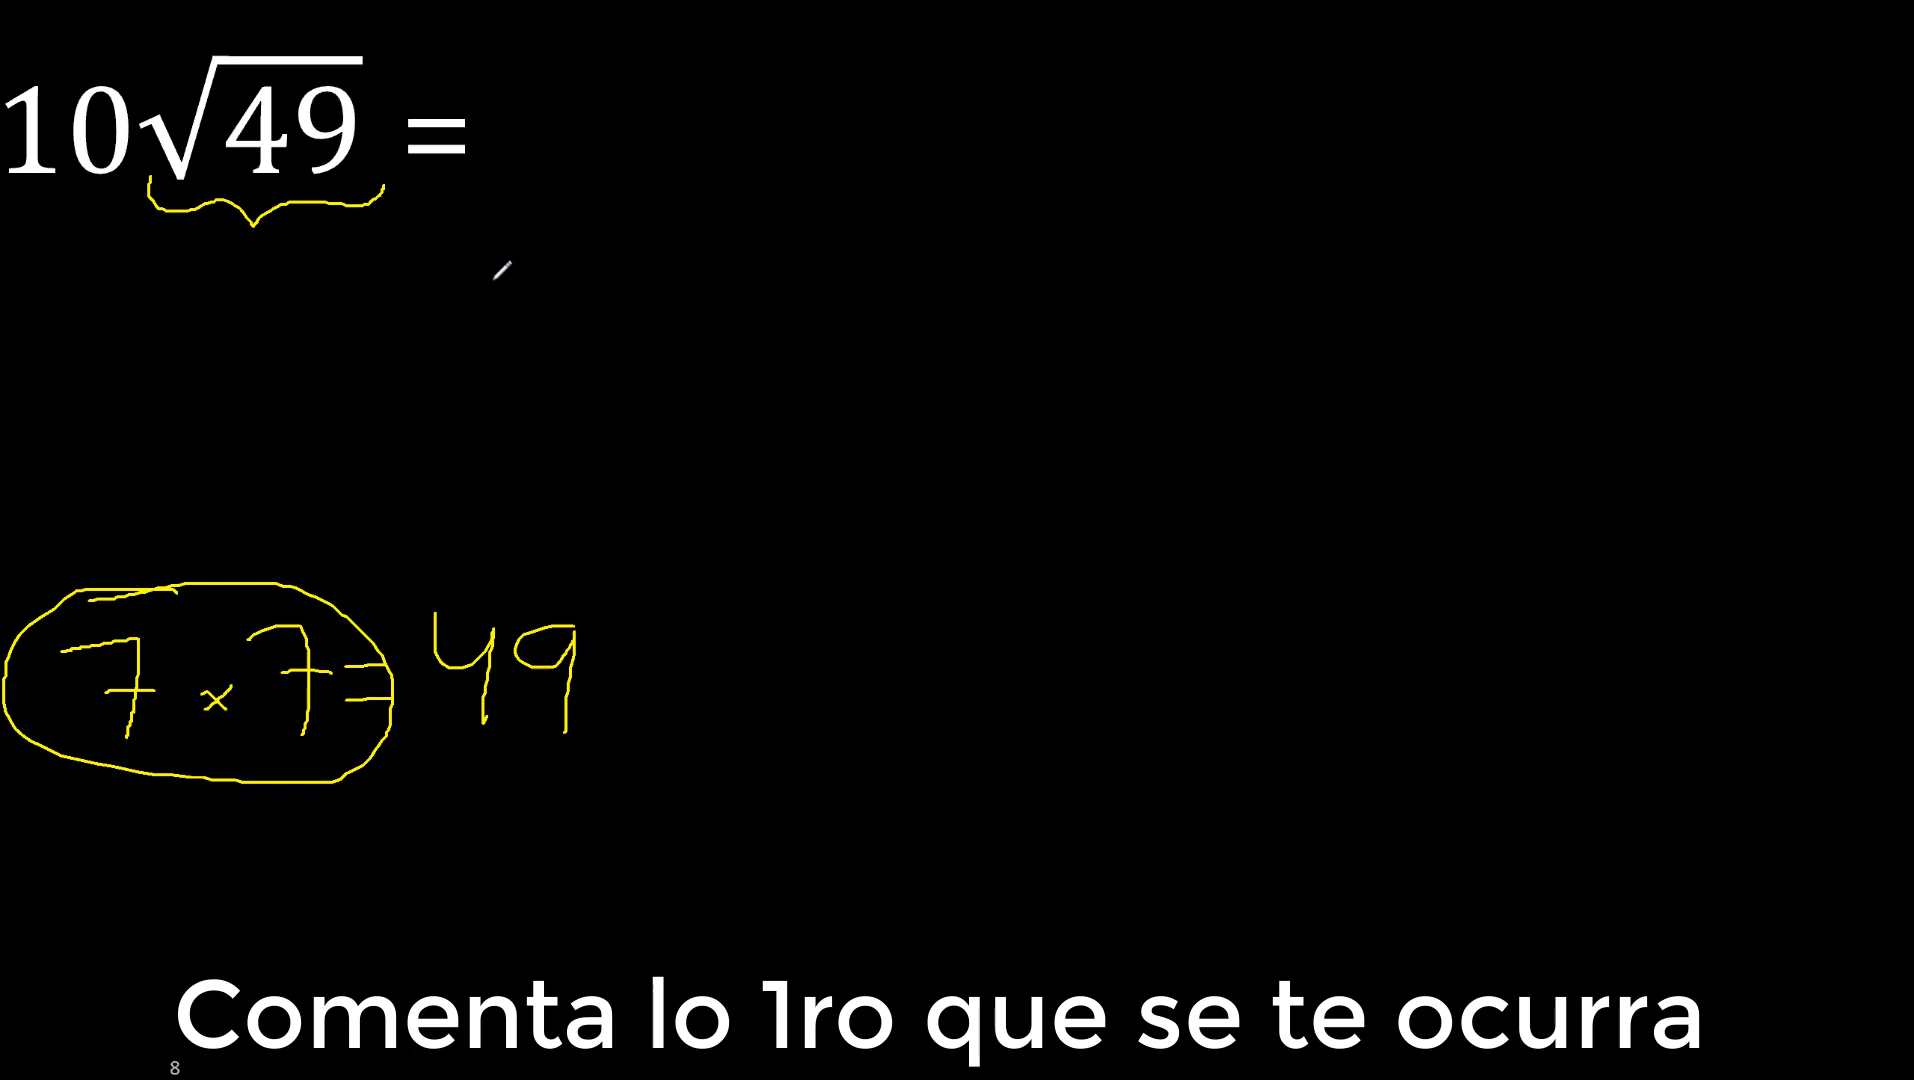 10√49 =
7 x 7 = 49
Comenta lo 1ro que se te ocurra
8